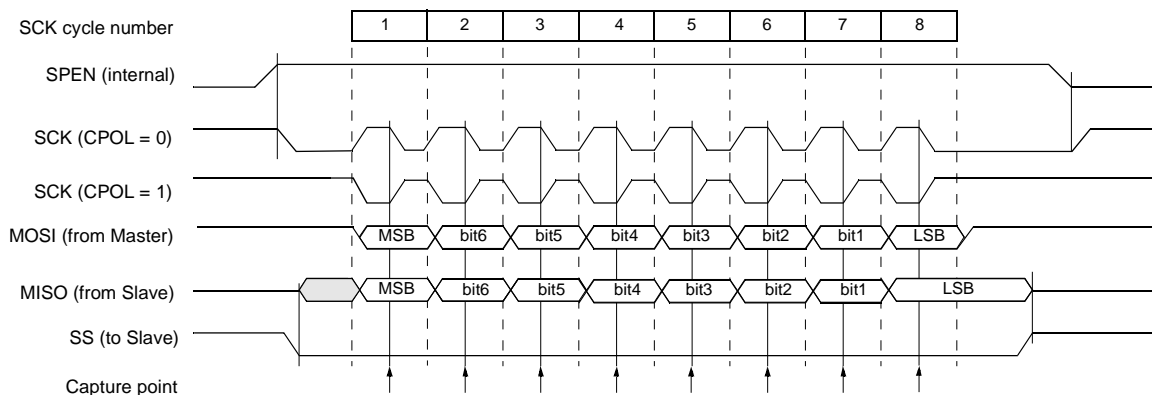 SCK cycle number 1 2 3 4 5 6 7 8
SPEN (internal)
SCK (CPOL = 0)
SCK (CPOL = 1)
MOSI (from Master) MSB bit6 bit5 bit4 bit3 bit2 bit1 LSB
MISO (from Slave) MSB bit6 bit5 bit4 bit3 bit2 bit1 LSB
SS (to Slave)
Capture point